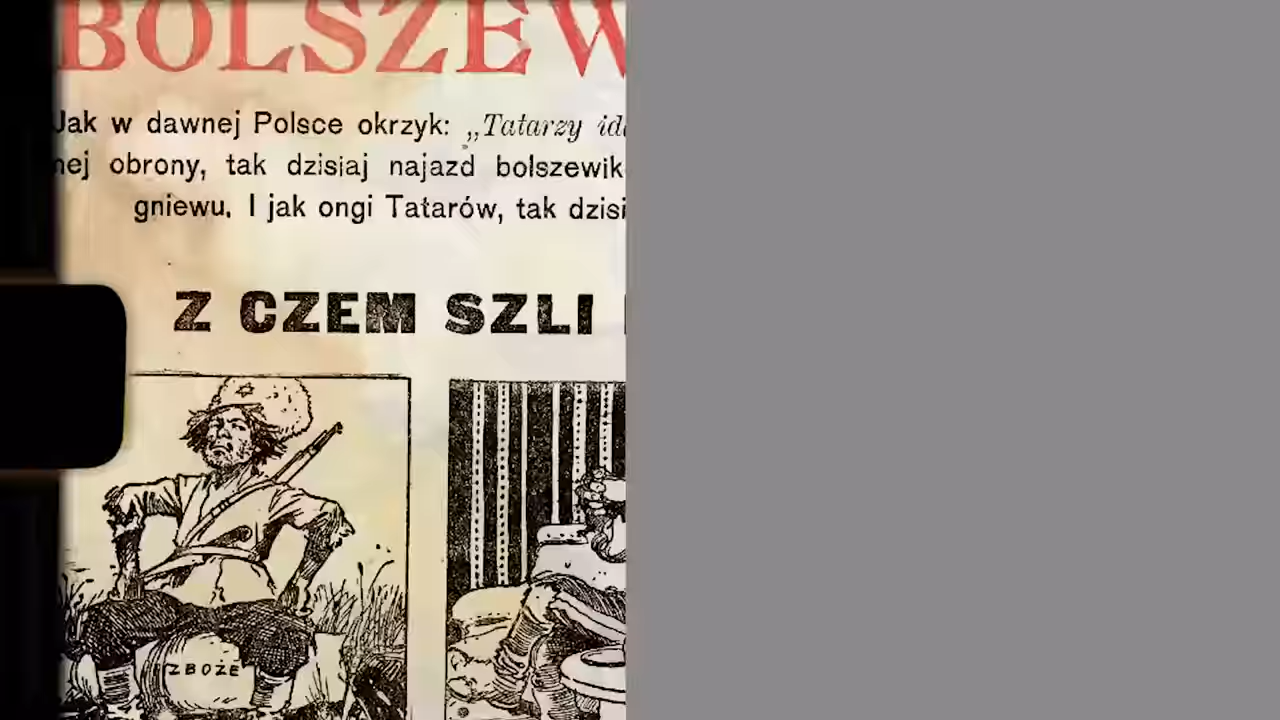 BOLSZEW
Jak w dawnej Polsce okrzyk: „Tatarzy id
nej obrony, tak dzisiaj najazd bolszewik
gniewu. I jak ongi Tatarów, tak dzisi
Z CZEM SZLI
ZBOŻE